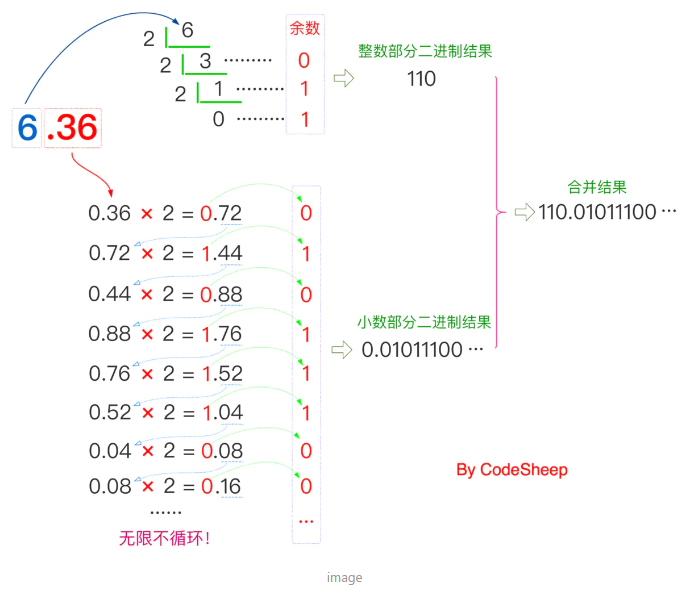 2 6 余数
2 3 ········· 0
2 1 ········· 1
0 ········· 1
整数部分二进制结果
110
6.36
0.36 × 2 = 0.72 0
0.72 × 2 = 1.44 1
0.44 × 2 = 0.88 0
0.88 × 2 = 1.76 1
0.76 × 2 = 1.52 1
0.52 × 2 = 1.04 1
0.04 × 2 = 0.08 0
0.08 × 2 = 0.16 0
······ ...
无限不循环！
小数部分二进制结果
0.01011100 ···
合并结果
110.01011100 ···
By CodeSheep
image